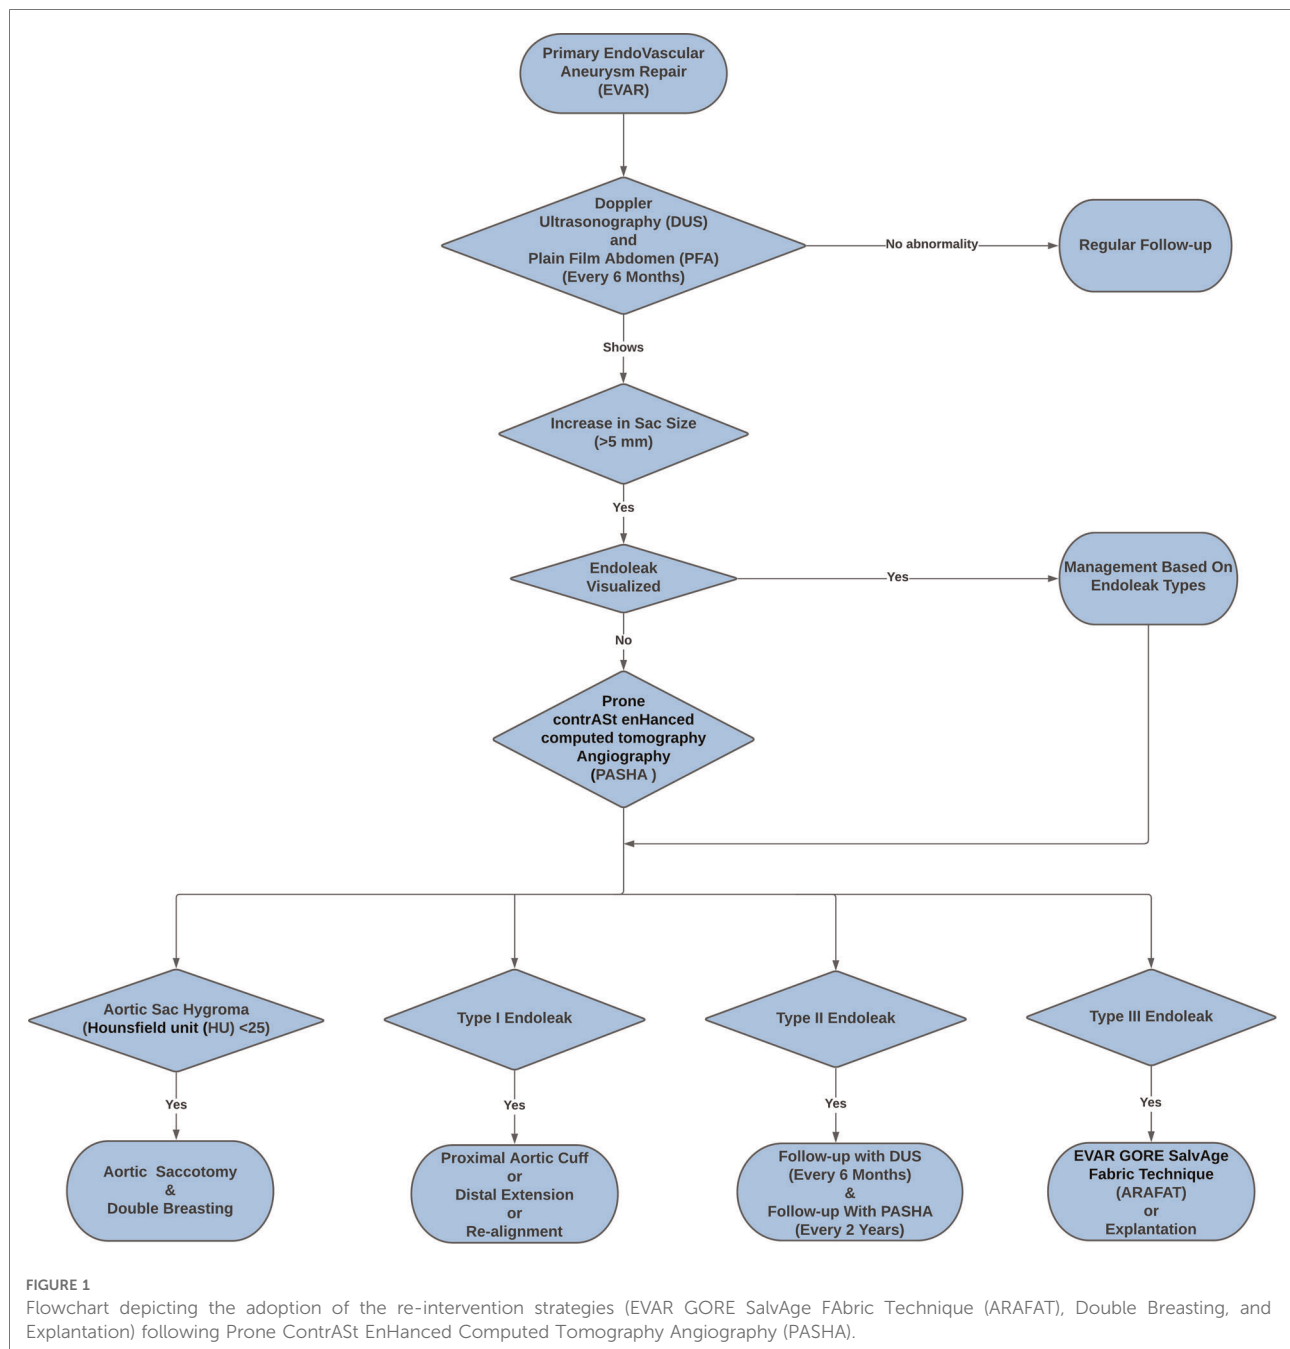 Primary EndoVascular
Aneurysm Repair
(EVAR)
Doppler
Ultrasonography (DUS)
and
Plain Film Abdomen (PFA)
(Every 6 Months)
No abnormality
Regular Follow-up
Shows
Increase in Sac Size
(>5 mm)
Yes
Endoleak
Visualized
Yes
Management Based On
Endoleak Types
No
Prone
contrASt enHanced
computed tomography
Angiography
(PASHA )
Aortic Sac Hygroma
(Hounsfield unit (HU) <25)
Type I Endoleak
Type II Endoleak
Type III Endoleak
Yes
Yes
Yes
Yes
Aortic Saccotomy
&
Double Breasting
Proximal Aortic Cuff
or
Distal Extension
or
Re-alignment
Follow-up with DUS
(Every 6 Months)
&
Follow-up With PASHA
(Every 2 Years)
EVAR GORE SalvAge
Fabric Technique
(ARAFAT)
or
Explantation
FIGURE 1
Flowchart depicting the adoption of the re-intervention strategies (EVAR GORE SalvAge FAbric Technique (ARAFAT), Double Breasting, and
Explantation) following Prone ContrASt EnHanced Computed Tomography Angiography (PASHA).